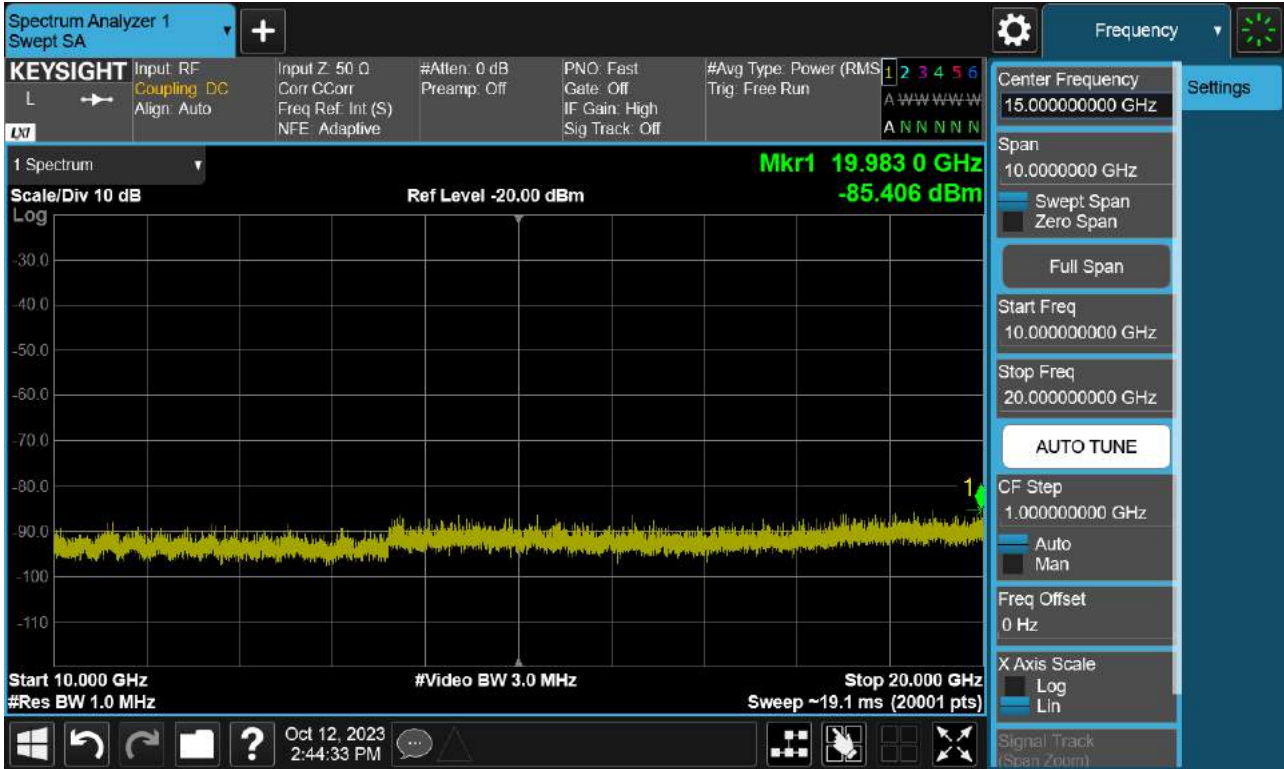 Spectrum Analyzer 1
Swept SA
Frequency
KEYSIGHT
L
LXI
Input: RF
Coupling: DC
Align: Auto
Input Z: 50 Ω
Corr CCorr
Freq Ref: Int (S)
NFE: Adaptive
#Atten: 0 dB
Preamp: Off
PNO: Fast
Gate: Off
IF Gain: High
Sig Track: Off
#Avg Type: Power (RMS
Trig: Free Run
1 2 3 4 5 6
A W W W W W
A N N N N N
Settings
Center Frequency
15.000000000 GHz
Span
10.0000000 GHz
Swept Span
Zero Span
Full Span
Start Freq
10.000000000 GHz
Stop Freq
20.000000000 GHz
AUTO TUNE
CF Step
1.000000000 GHz
Auto
Man
Freq Offset
0 Hz
X Axis Scale
Log
Lin
Signal Track
(Span Zoom)
1 Spectrum
Mkr1 19.983 0 GHz
-85.406 dBm
Scale/Div 10 dB
Ref Level -20.00 dBm
Log
-30.0
-40.0
-50.0
-60.0
-70.0
-80.0
-90.0
-100
-110
1
Start 10.000 GHz
#Video BW 3.0 MHz
Stop 20.000 GHz
#Res BW 1.0 MHz
Sweep ~19.1 ms (20001 pts)
?
Oct 12, 2023
2:44:33 PM